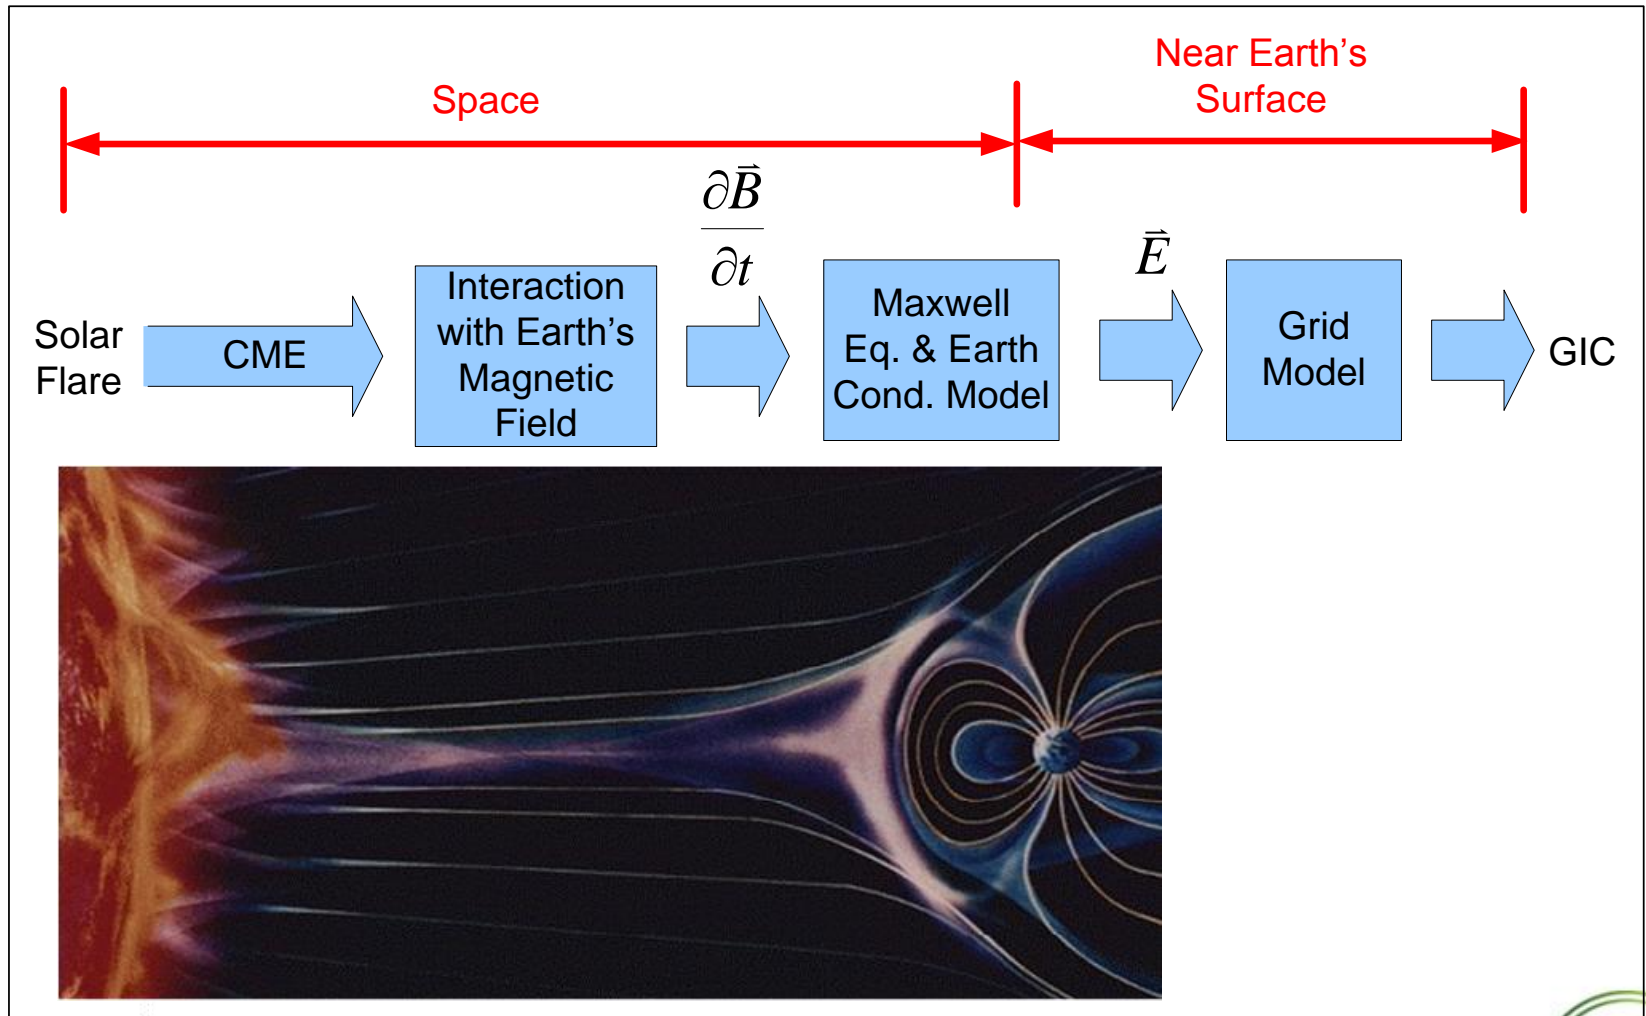 Near Earth's
Surface
Space
∂B⃗
∂t
E⃗
Solar
Flare
CME
Interaction
with Earth's
Magnetic
Field
Maxwell
Eq. & Earth
Cond. Model
Grid
Model
GIC